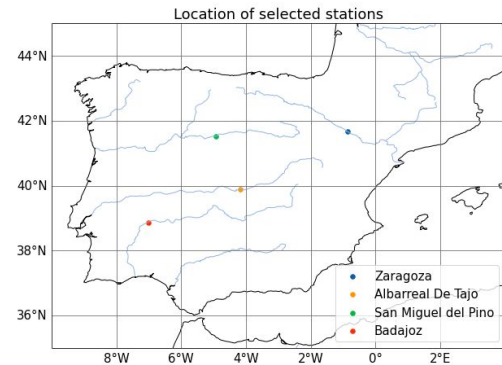 Location of selected stations
44°N
42°N
40°N
38°N
36°N
8°W 6°W 4°W 2°W 0° 2°E
Zaragoza
Albarreal De Tajo
San Miguel del Pino
Badajoz